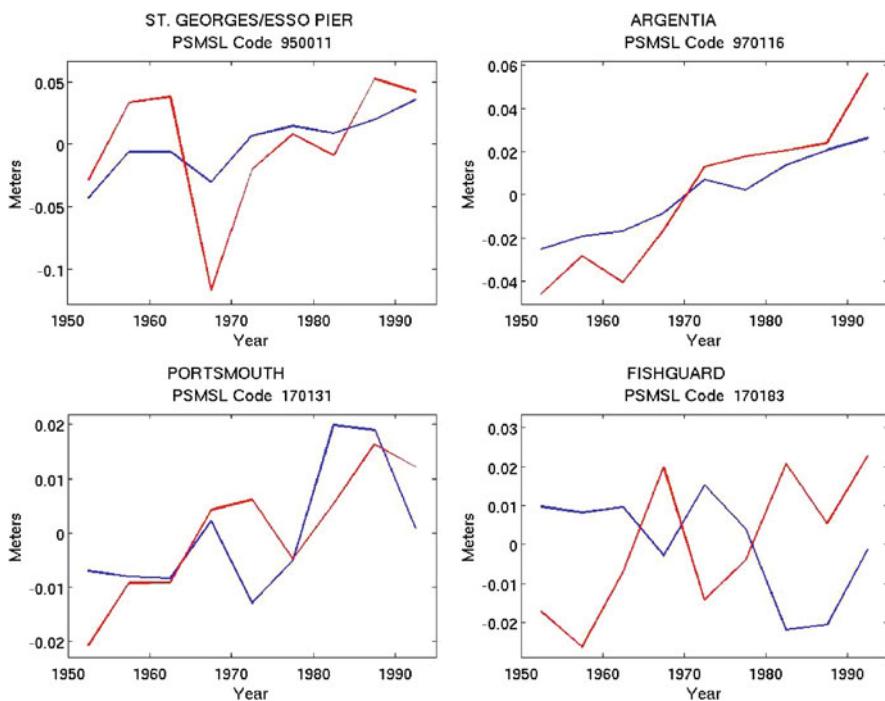 ST. GEORGES/ESSO PIER
PSMSL Code 950011
0.05
0
-0.05
-0.1
Meters
1950 1960 1970 1980 1990
Year
ARGENTIA
PSMSL Code 970116
0.06
0.04
0.02
0
-0.02
-0.04
Meters
1950 1960 1970 1980 1990
Year
PORTSMOUTH
PSMSL Code 170131
0.02
0.01
0
-0.01
-0.02
Meters
1950 1960 1970 1980 1990
Year
FISHGUARD
PSMSL Code 170183
0.03
0.02
0.01
0
-0.01
-0.02
Meters
1950 1960 1970 1980 1990
Year